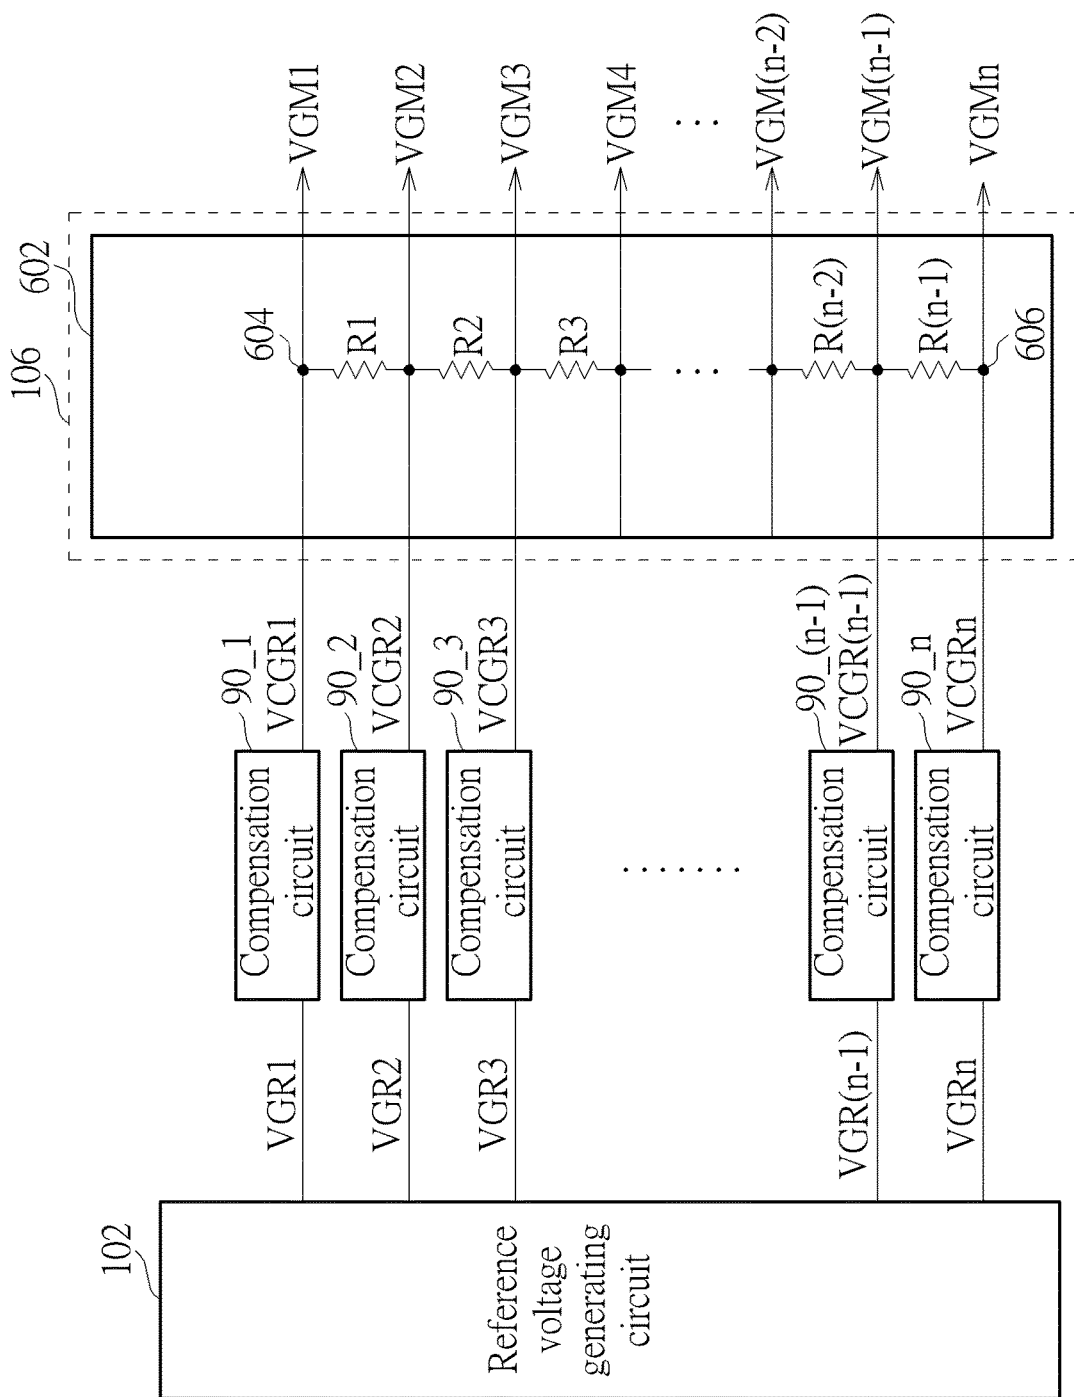 102
Reference
voltage
generating
circuit
VGR1
VGR2
VGR3
VGR(n-1)
VGRn
Compensation
circuit
Compensation
circuit
Compensation
circuit
.......
Compensation
circuit
Compensation
circuit
90_1
VCGR1
90_2
VCGR2
90_3
VCGR3
90_(n-1)
VCGR(n-1)
90_n
VCGRn
106
602
604
R1
R2
R3
...
R(n-2)
R(n-1)
606
VGM1
VGM2
VGM3
VGM4
...
VGM(n-2)
VGM(n-1)
VGMn